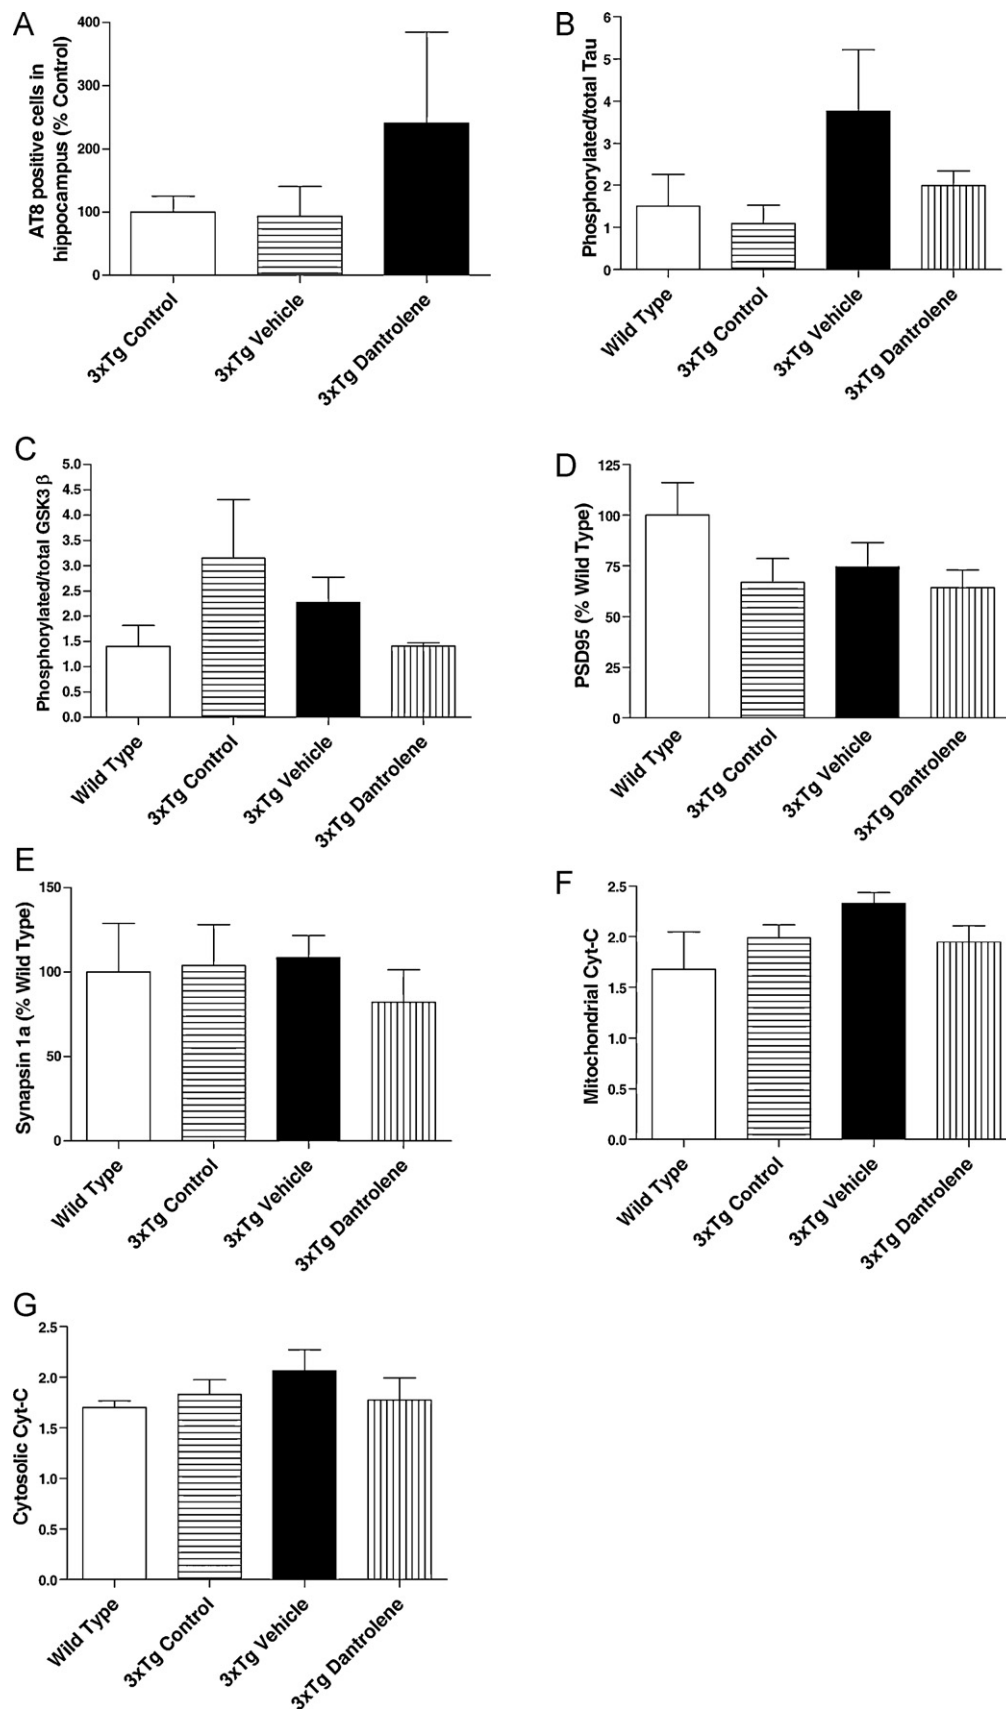 A
AT8 positive cells in
hippocampus (% Control)
400
300
200
100
0
3xTg Control
3xTg Vehicle
3xTg Dantrolene
B
Phosphorylated/total Tau
6
5
4
3
2
1
0
Wild Type
3xTg Control
3xTg Vehicle
3xTg Dantrolene
C
Phosphorylated/total GSK3 β
5.0
4.5
4.0
3.5
3.0
2.5
2.0
1.5
1.0
0.5
0.0
Wild Type
3xTg Control
3xTg Vehicle
3xTg Dantrolene
D
PSD95 (% Wild Type)
125
100
75
50
25
0
Wild Type
3xTg Control
3xTg Vehicle
3xTg Dantrolene
E
Synapsin 1a (% Wild Type)
150
100
50
0
Wild Type
3xTg Control
3xTg Vehicle
3xTg Dantrolene
F
Mitochondrial Cyt-C
2.5
2.0
1.5
1.0
0.5
0.0
Wild Type
3xTg Control
3xTg Vehicle
3xTg Dantrolene
G
Cytosolic Cyt-C
2.5
2.0
1.5
1.0
0.5
0.0
Wild Type
3xTg Control
3xTg Vehicle
3xTg Dantrolene